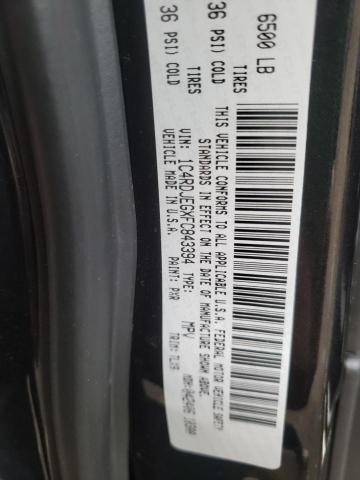 6500 LB
TIRES
36 PSI) COLD
TIRES
36 PSI) COLD
THIS VEHICLE CONFORMS TO ALL APPLICABLE U.S.A. FEDERAL MOTOR VEHICLE SAFETY
STANDARDS IN EFFECT ON THE DATE OF MANUFACTURE SHOWN ABOVE.
VIN: 1C4RDJEGXFC843394 TYPE: MPV
VEHICLE MADE IN U.S.A. PAINT: PXR TRIM: TLX9